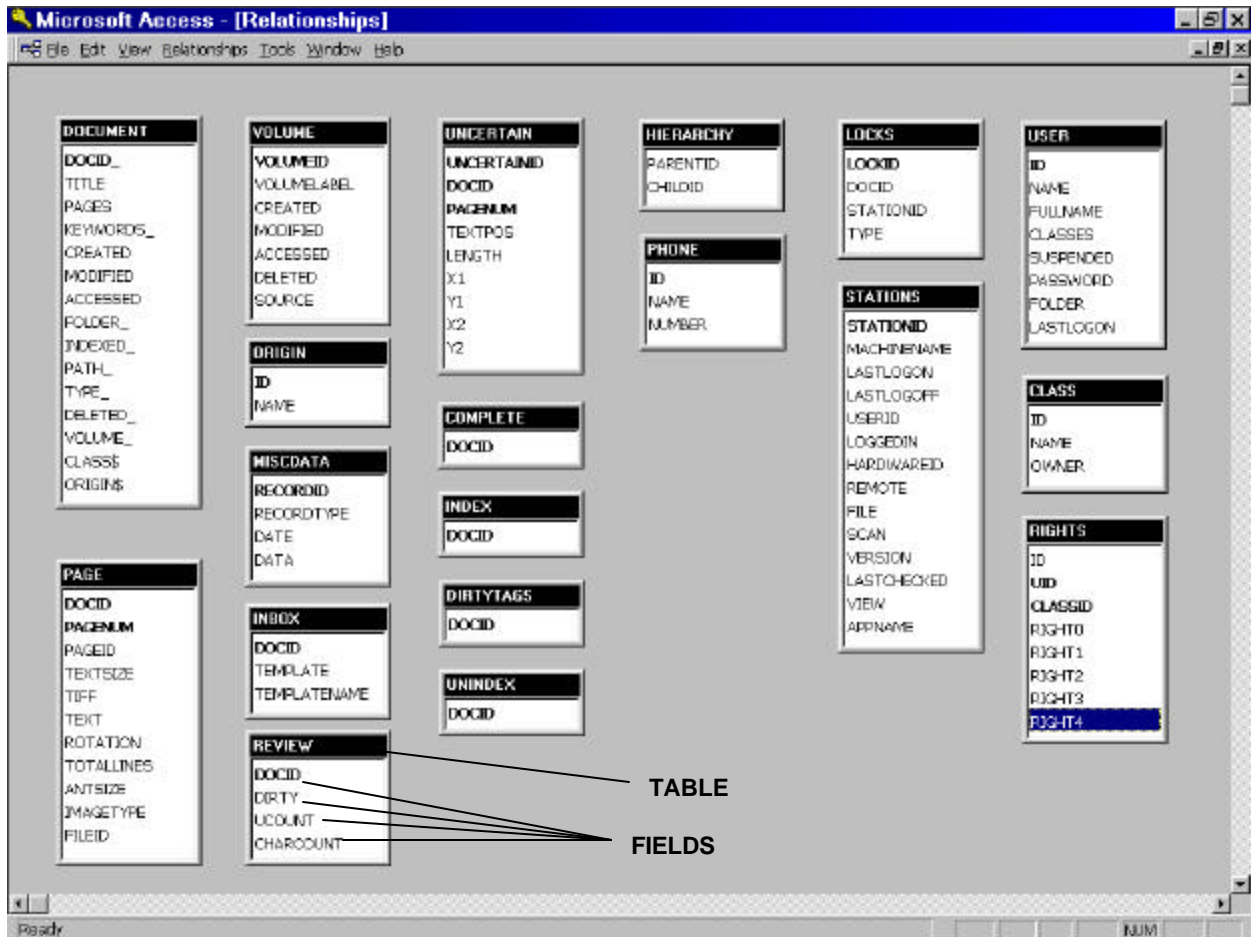 Microsoft Access - [Relationships]
File Edit View Relationships Tools Window Help
DOCUMENT
DOCID_
TITLE
PAGES
KEYWORDS_
CREATED
MODIFIED
ACCESSED
FOLDER_
INDEXED_
PATH_
TYPE_
DELETED_
VOLUME_
CLASS$
ORIGIN$
PAGE
DOCID
PAGENUM
PAGEID
TEXTSIZE
TIFF
TEXT
ROTATION
TOTALLINES
ANTSIZE
IMAGETYPE
FILEID
VOLUME
VOLUMEID
VOLUMELABEL
CREATED
MODIFIED
ACCESSED
DELETED
SOURCE
ORIGIN
ID
NAME
MISCDATA
RECORDID
RECORDTYPE
DATE
DATA
INBOX
DOCID
TEMPLATE
TEMPLATENAME
REVIEW
DOCID
DIRTY
UCOUNT
CHARCOUNT
UNCERTAIN
UNCERTAINID
DOCID
PAGENUM
TEXTPOS
LENGTH
X1
Y1
X2
Y2
COMPLETE
DOCID
INDEX
DOCID
DIRTYTAGS
DOCID
UNINDEX
DOCID
TABLE
FIELDS
HIERARCHY
PARENTID
CHILDID
PHONE
ID
NAME
NUMBER
LOCKS
LOCKID
DOCID
STATIONID
TYPE
STATIONS
STATIONID
MACHINENAME
LASTLOGON
LASTLOGOFF
USERID
LOGGEDIN
HARDWAREID
REMOTE
FILE
SCAN
VERSION
LASTCHECKED
VIEW
APPNAME
USER
ID
NAME
FULLNAME
CLASSES
SUSPENDED
PASSWORD
FOLDER
LASTLOGON
CLASS
ID
NAME
OWNER
RIGHTS
ID
UID
CLASSID
RIGHT0
RIGHT1
RIGHT2
RIGHT3
RIGHT4
Ready
NUM